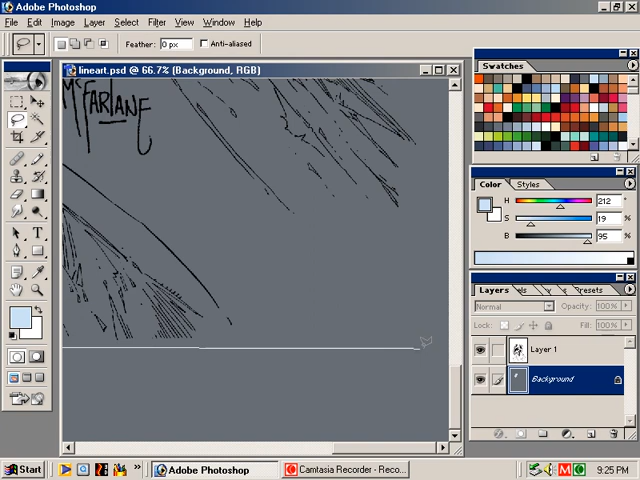 Adobe Photoshop
File Edit Image Layer Select Filter View Window Help
Feather: 0 px Anti-aliased
lineart.psd @ 66.7% (Background, RGB)
McFARLANE
Swatches
Color Styles
H 212 °
S 19 %
B 95 %
Layers
Normal Opacity: 100%
Lock: Fill: 100%
Layer 1
Background
Start Adobe Photoshop Camtasia Recorder - Reco... 9:25 PM